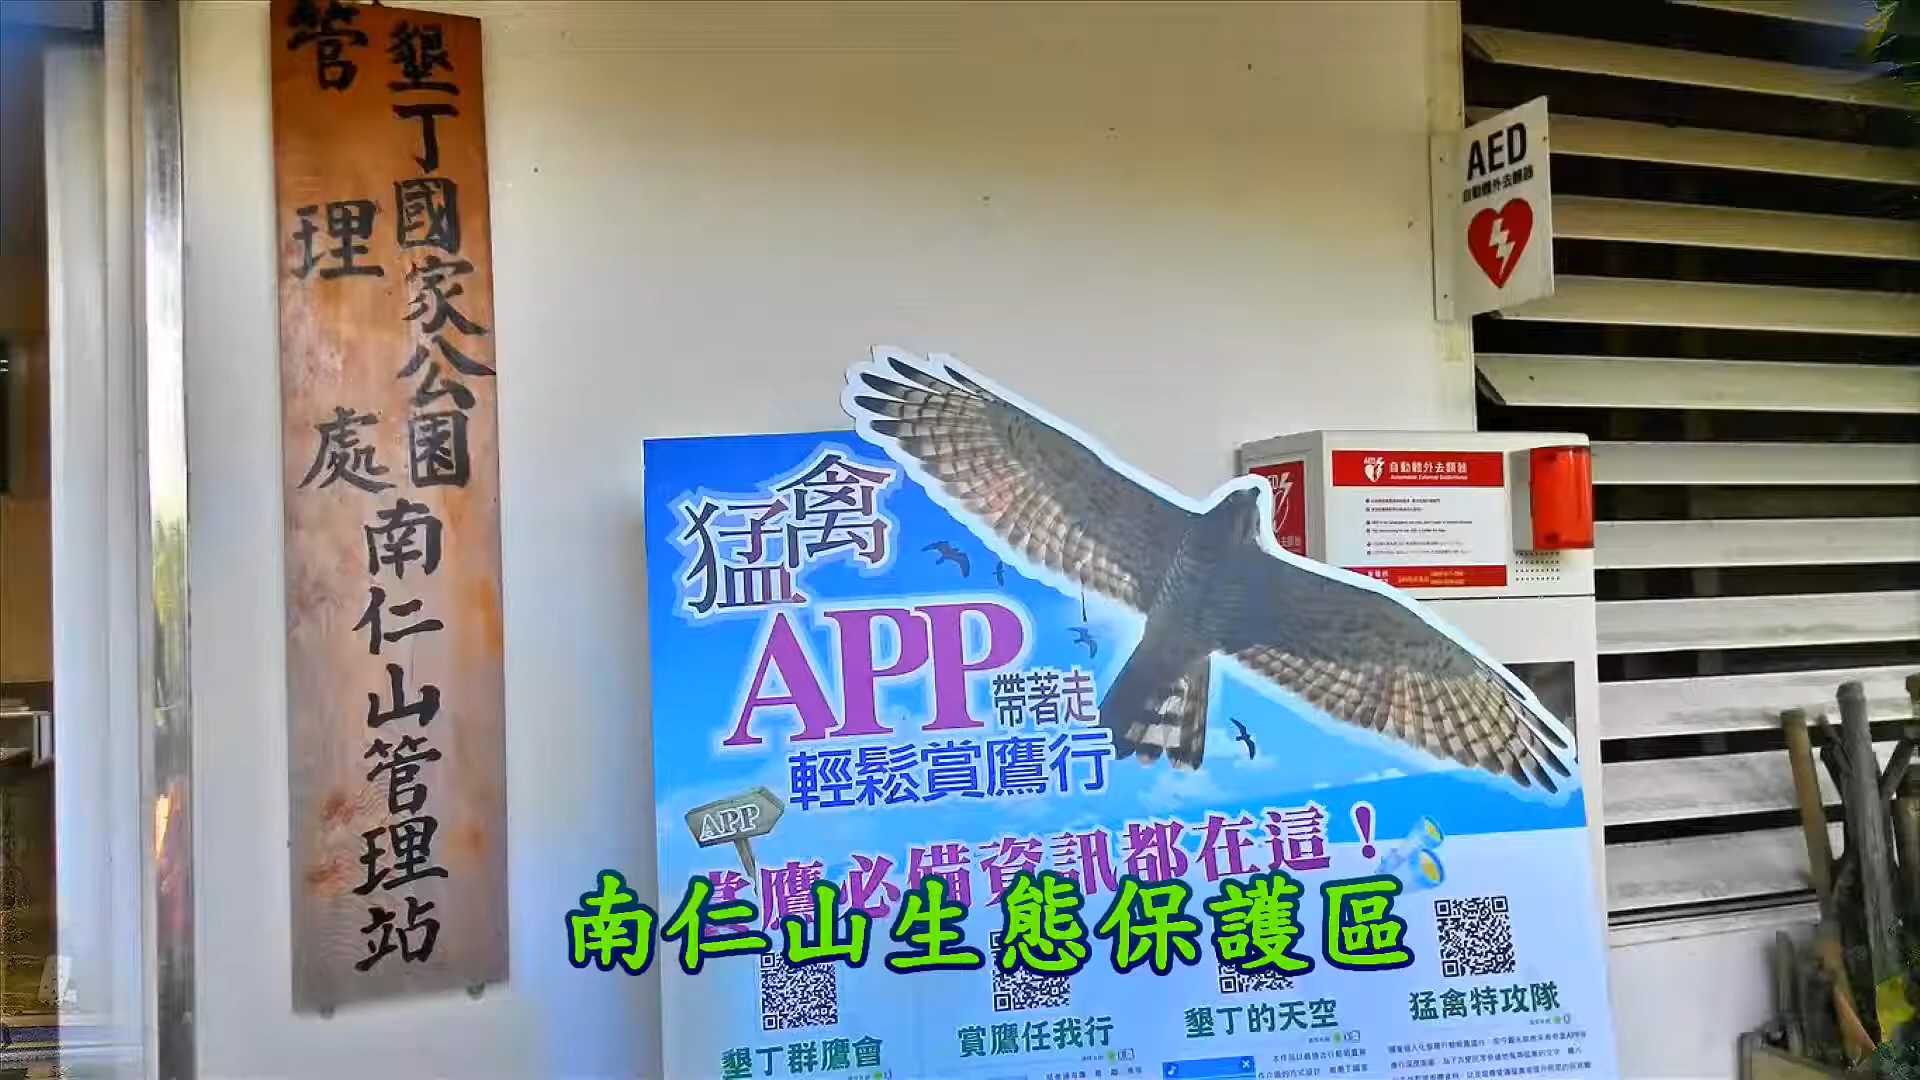 墾丁國家公園
管理處
南仁山管理站
AED
自動體外去顫器
自動體外去顫器
猛禽
APP
帶著走
輕鬆賞鷹行
APP
賞鷹必備資訊都在這！
南仁山生態保護區
墾丁群鷹會
賞鷹任我行
墾丁的天空
猛禽特攻隊